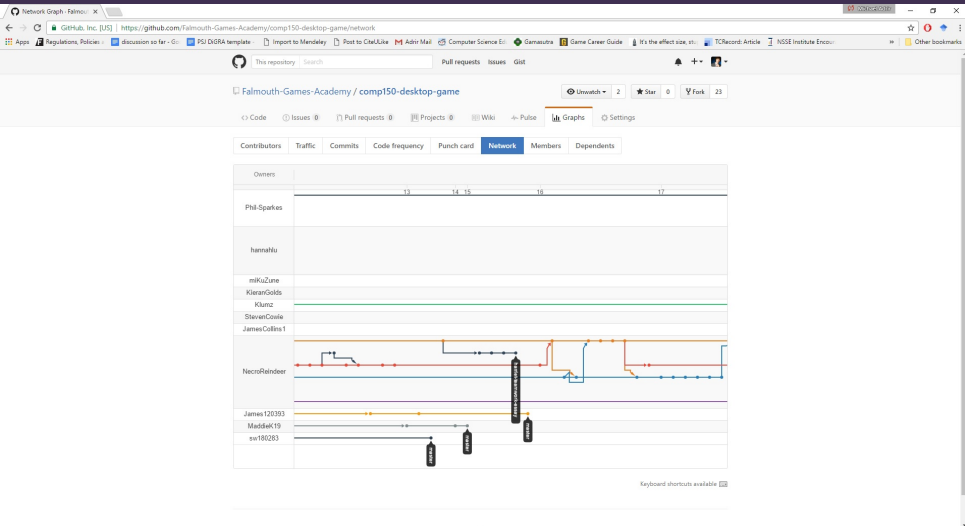 Network Graph · Falmou
GitHub, Inc. [US] https://github.com/Falmouth-Games-Academy/comp150-desktop-game/network
Apps Regulations, Policies discussion so far - Go PSJ DiGRA template Import to Mendeley Post to CiteULike Adrir Mail Computer Science Ed Gamasutra Game Career Guide It's the effect size, stu TCRecord: Article NSSE Institute Encour » Other bookmarks
This repository Search Pull requests Issues Gist
Falmouth-Games-Academy / comp150-desktop-game Unwatch 2 Star 0 Fork 23
Code Issues 0 Pull requests 0 Projects 0 Wiki Pulse Graphs Settings
Contributors Traffic Commits Code frequency Punch card Network Members Dependents
Owners
13 14 15 16 17
Phil-Sparkes
hannahlu
miKuZune
KieranGolds
Klumz
StevenCowie
JamesCollins1
NecroReindeer
James120393
MaddieK19
sw180283
master
master
master
Keyboard shortcuts available